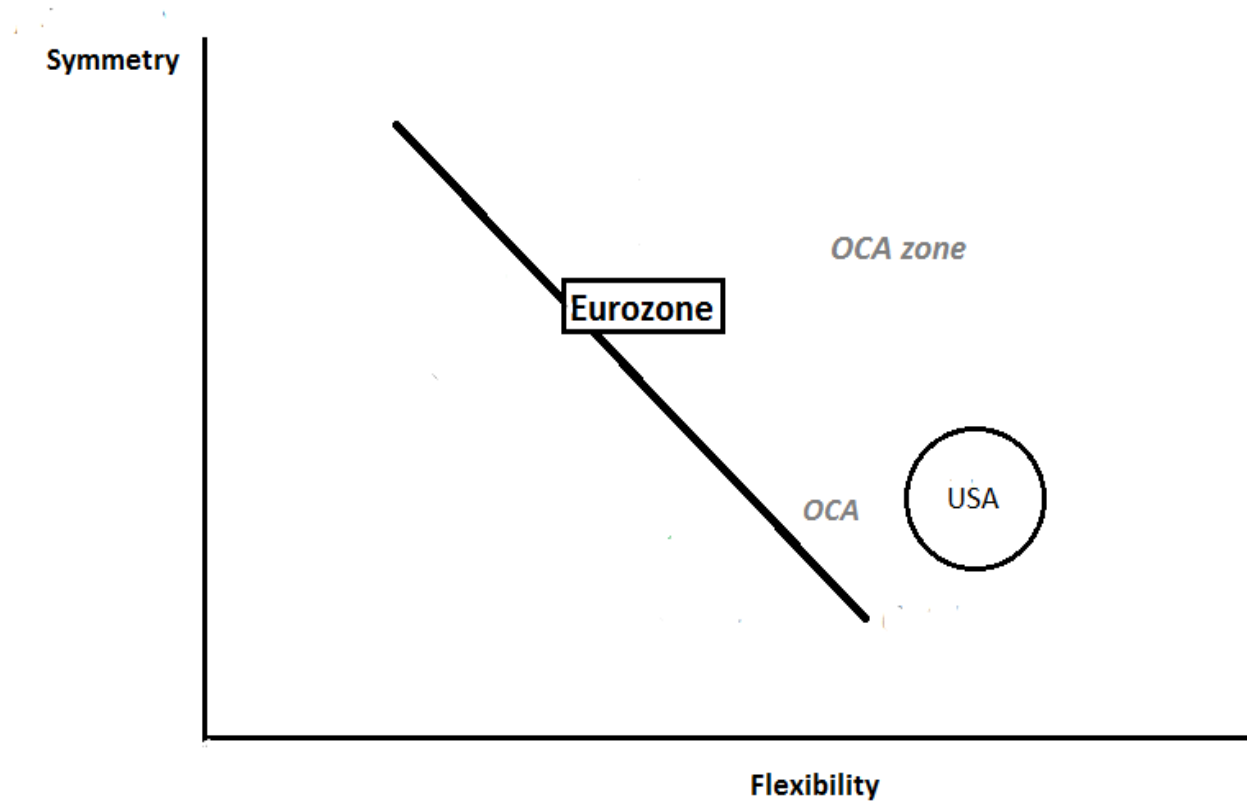 Symmetry
OCA zone
Eurozone
OCA
USA
Flexibility